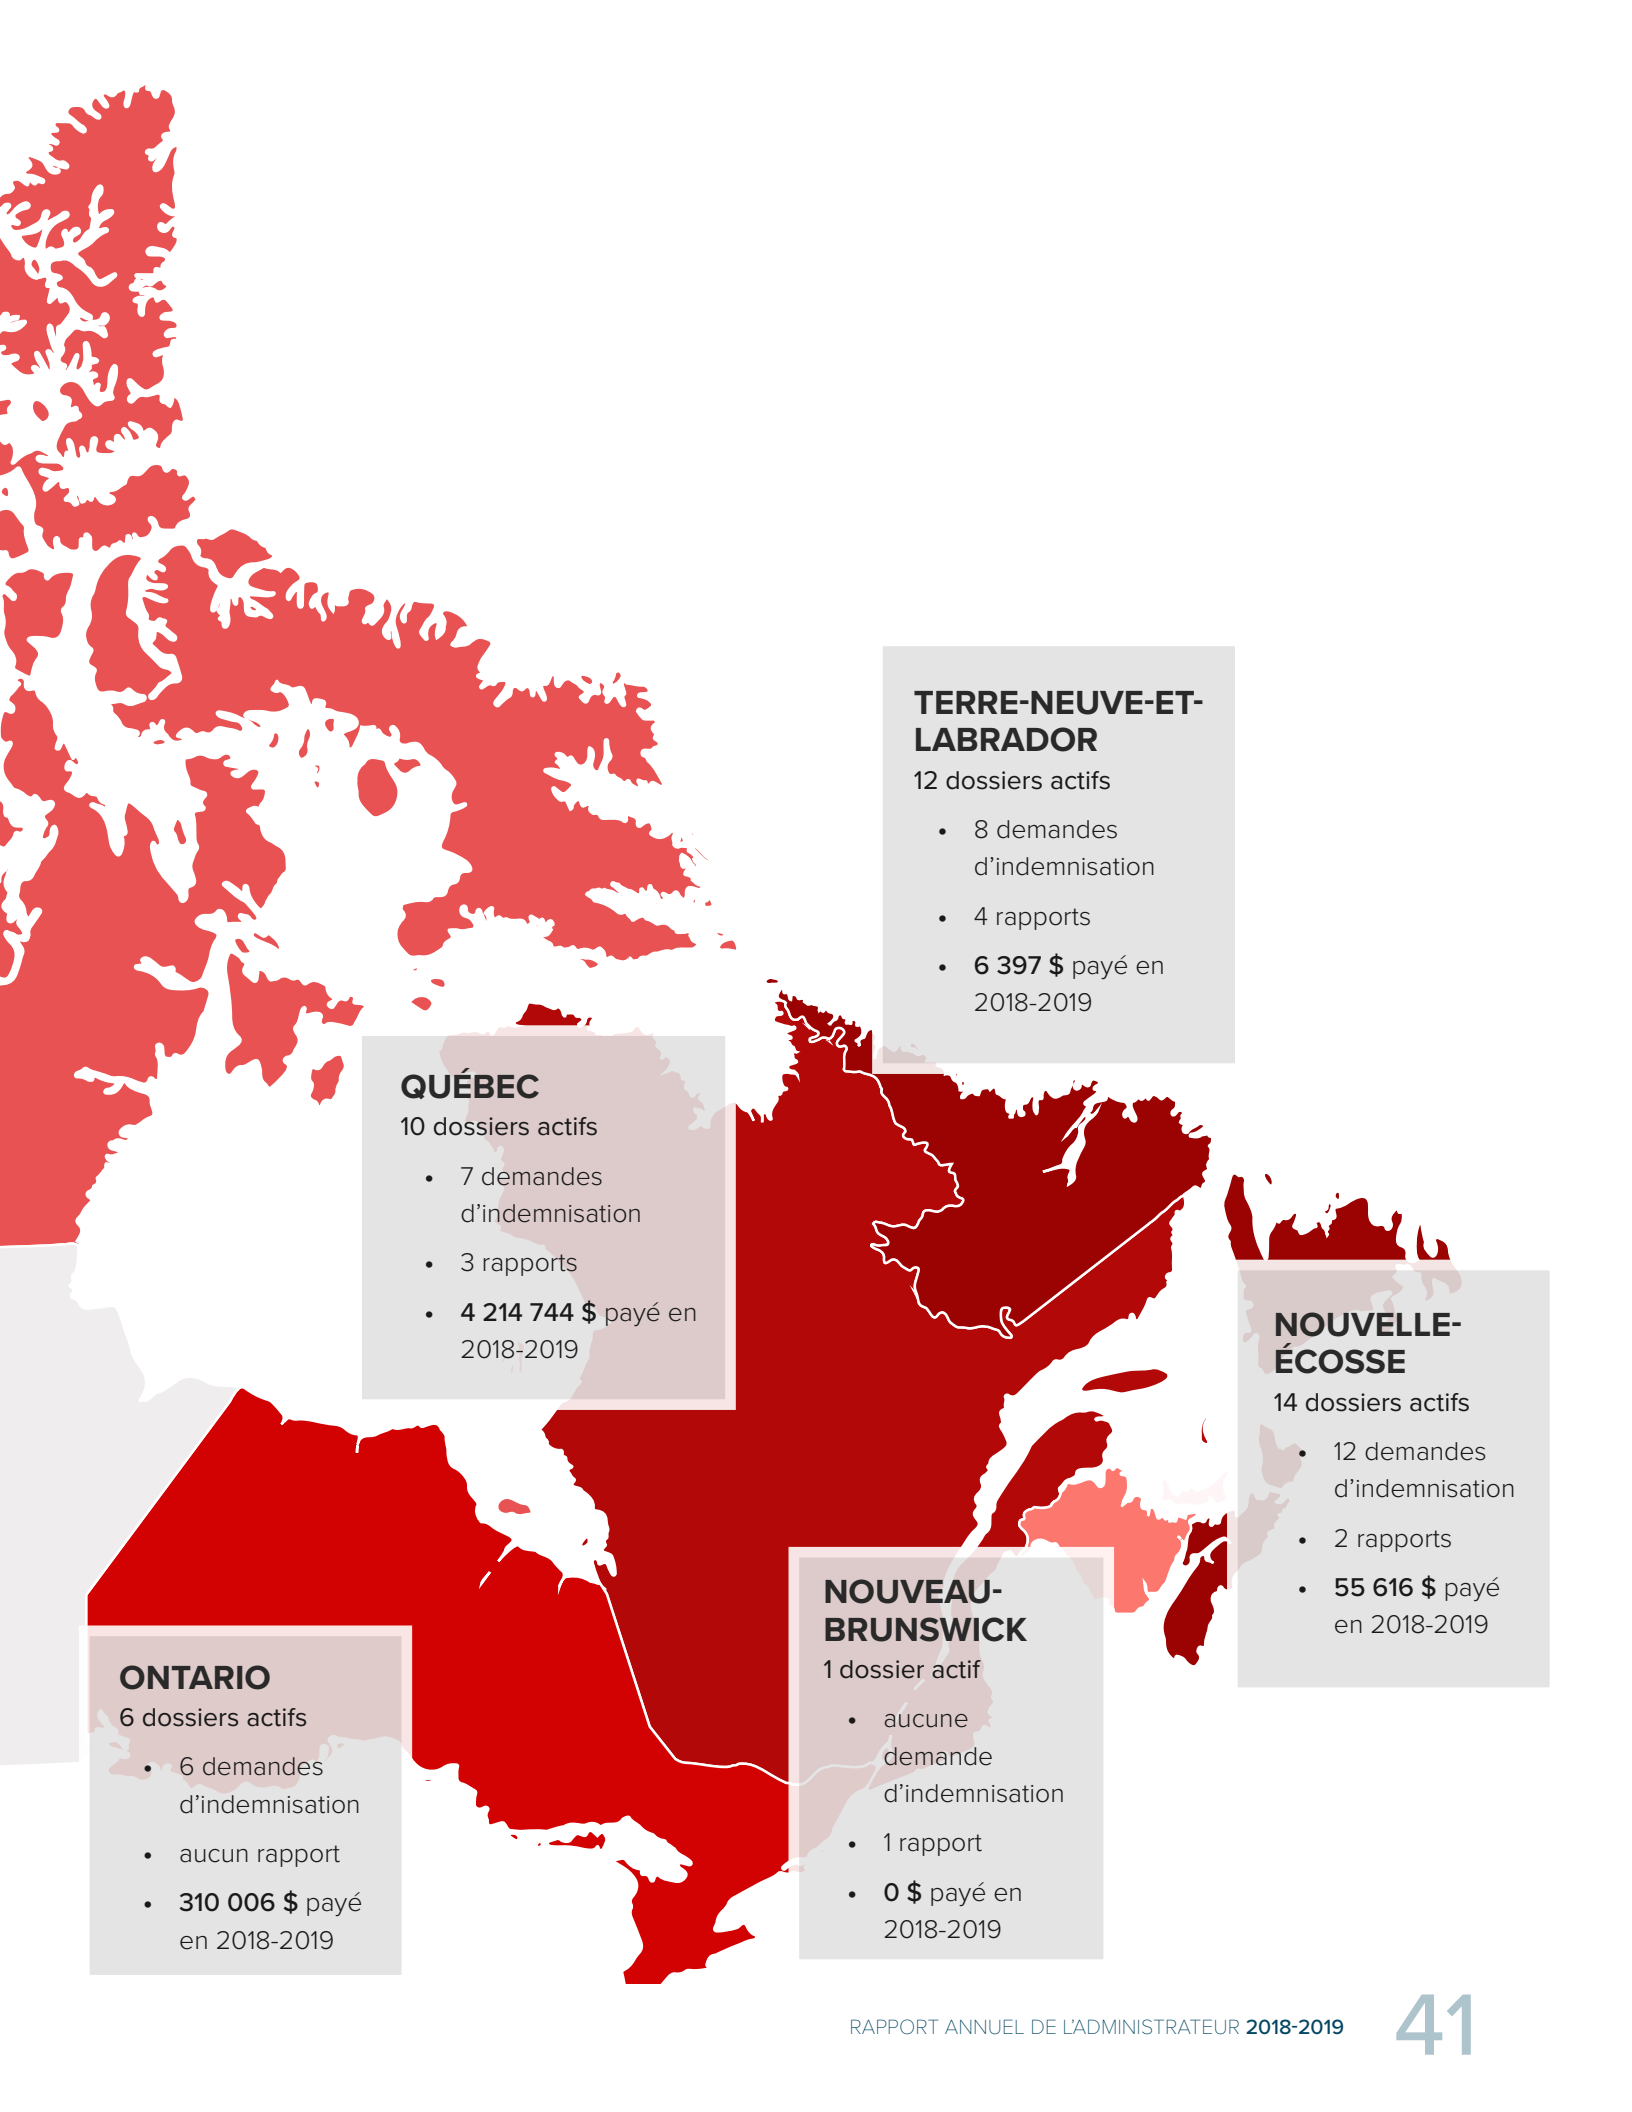 TERRE-NEUVE-ET-
LABRADOR
12 dossiers actifs
• 8 demandes
d’indemnisation
• 4 rapports
• 6 397 $ payé en
2018-2019
QUÉBEC
10 dossiers actifs
• 7 demandes
d’indemnisation
• 3 rapports
• 4 214 744 $ payé en
2018-2019
NOUVELLE-
ÉCOSSE
14 dossiers actifs
• 12 demandes
d’indemnisation
• 2 rapports
• 55 616 $ payé
en 2018-2019
NOUVEAU-
BRUNSWICK
1 dossier actif
• aucune
demande
d’indemnisation
• 1 rapport
• 0 $ payé en
2018-2019
ONTARIO
6 dossiers actifs
• 6 demandes
d’indemnisation
• aucun rapport
• 310 006 $ payé
en 2018-2019
RAPPORT ANNUEL DE L’ADMINISTRATEUR 2018-2019 41